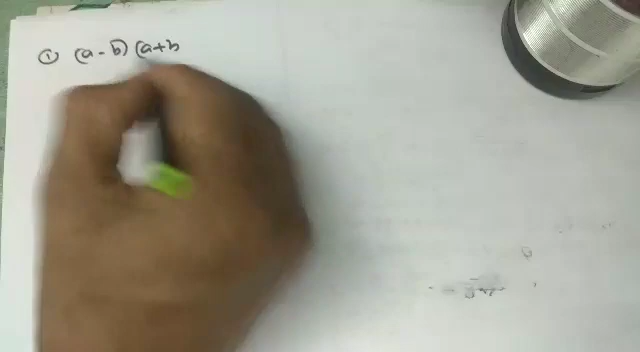 ① (a - b) (a+b